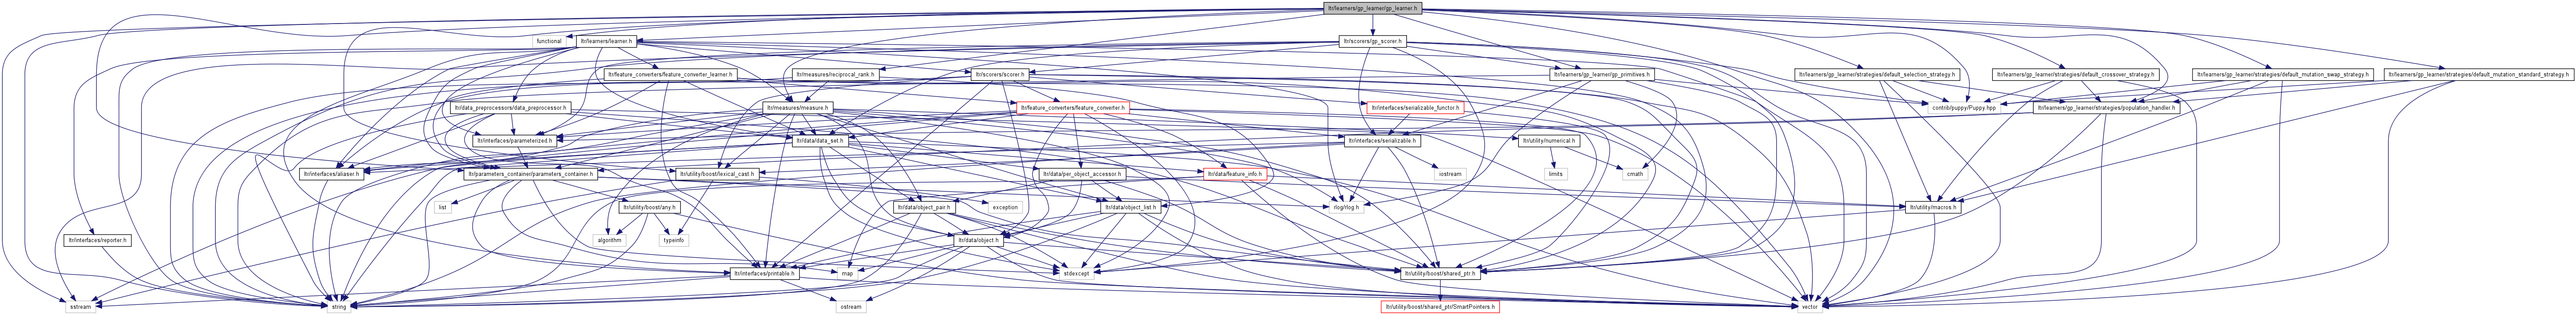 ltr/learners/gp_learner/gp_learner.h
functional
ltr/learners/learner.h
ltr/scorers/gp_scorer.h
ltr/feature_converters/feature_converter_learner.h
ltr/measures/reciprocal_rank.h
ltr/scorers/scorer.h
ltr/learners/gp_learner/gp_primitives.h
ltr/learners/gp_learner/strategies/default_selection_strategy.h
ltr/learners/gp_learner/strategies/default_crossover_strategy.h
ltr/learners/gp_learner/strategies/default_mutation_swap_strategy.h
ltr/learners/gp_learner/strategies/default_mutation_standard_strategy.h
ltr/data_preprocessors/data_preprocessor.h
ltr/measures/measure.h
ltr/feature_converters/feature_converter.h
ltr/interfaces/serializable_functor.h
contrib/puppy/Puppy.hpp
ltr/learners/gp_learner/strategies/population_handler.h
ltr/interfaces/parameterized.h
ltr/data/data_set.h
ltr/interfaces/serializable.h
ltr/utility/numerical.h
ltr/interfaces/aliaser.h
ltr/parameters_container/parameters_container.h
ltr/utility/boost/lexical_cast.h
ltr/data/per_object_accessor.h
ltr/data/feature_info.h
iostream
limits
cmath
list
ltr/utility/boost/any.h
ltr/data/object_pair.h
exception
ltr/data/object_list.h
rlog/rlog.h
ltr/utility/macros.h
ltr/interfaces/reporter.h
algorithm
typeinfo
ltr/data/object.h
ltr/interfaces/printable.h
map
stdexcept
ltr/utility/boost/shared_ptr.h
sstream
string
ostream
ltr/utility/boost/shared_ptr/SmartPointers.h
vector